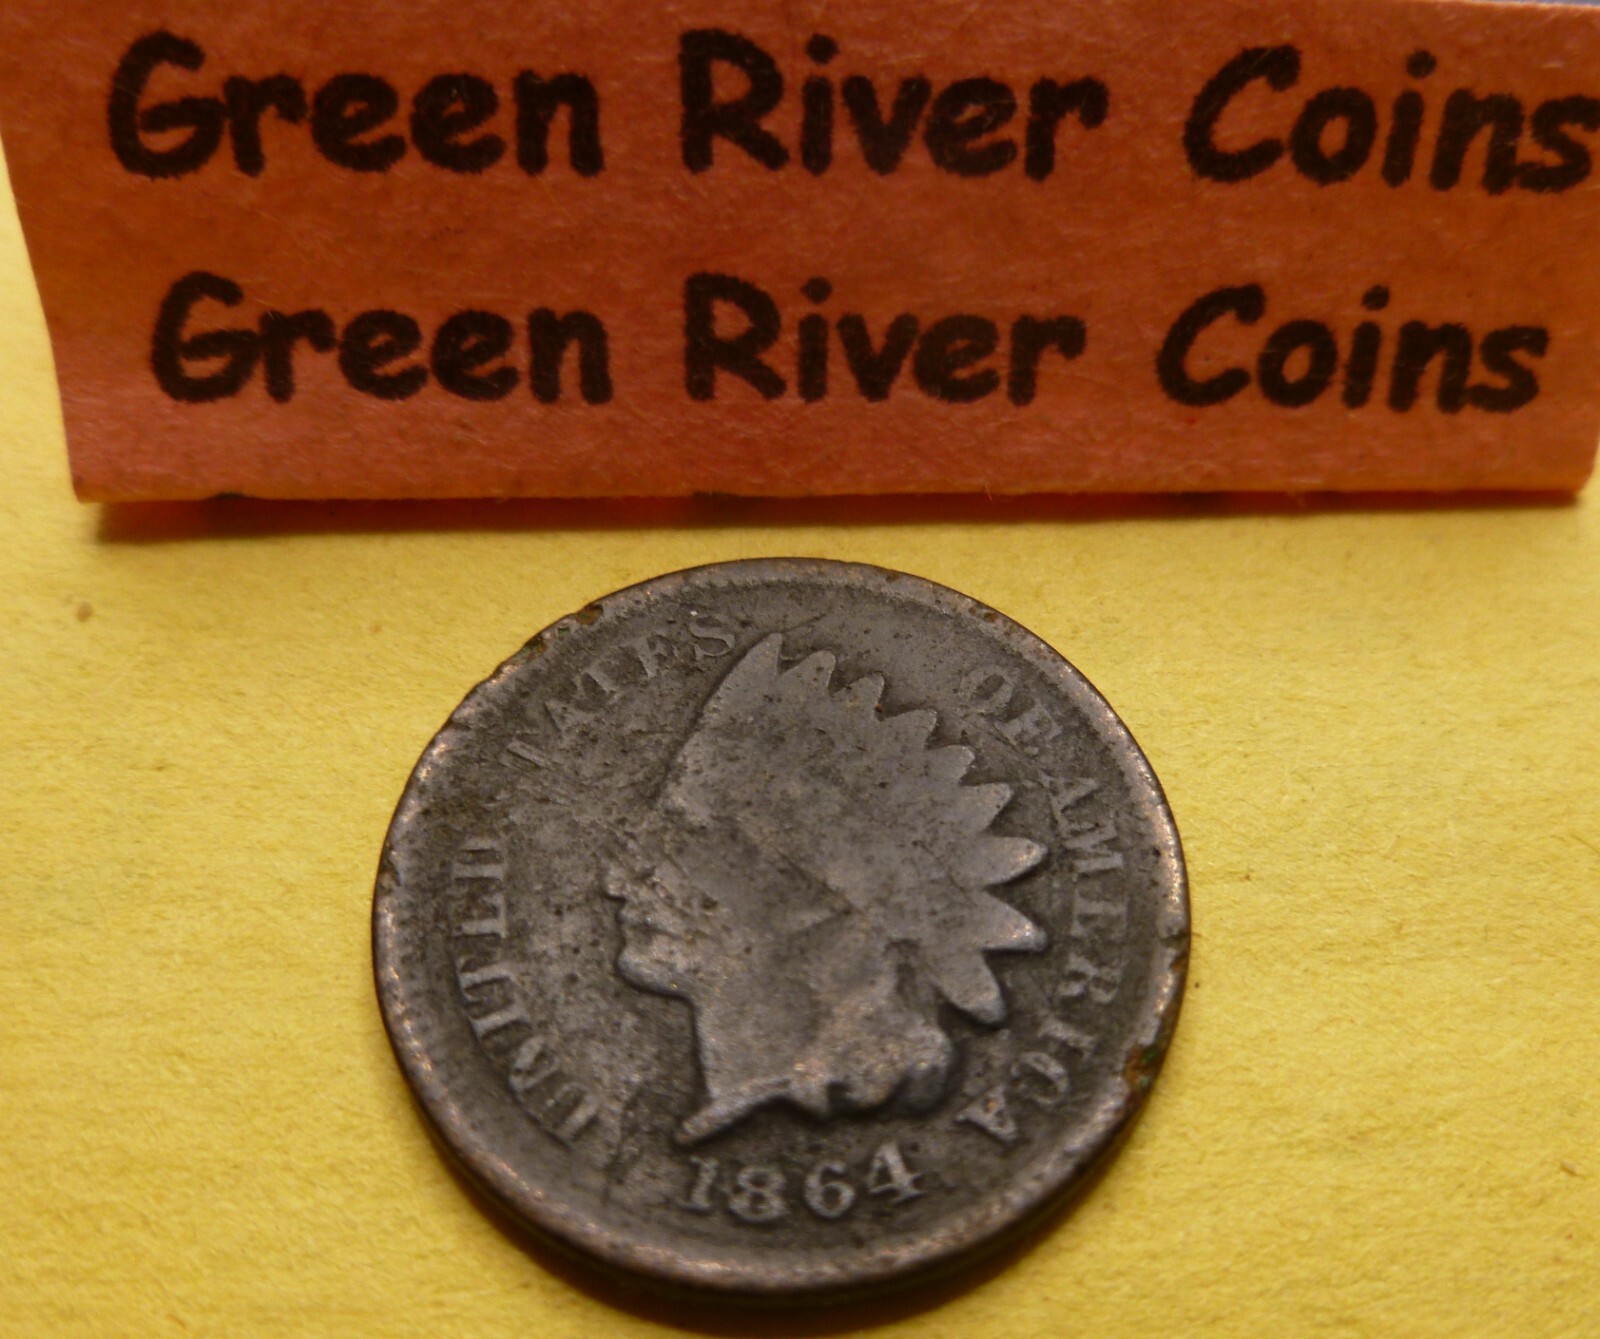 Green River Coins
Green River Coins
UNITED STATES OF AMERICA
1864